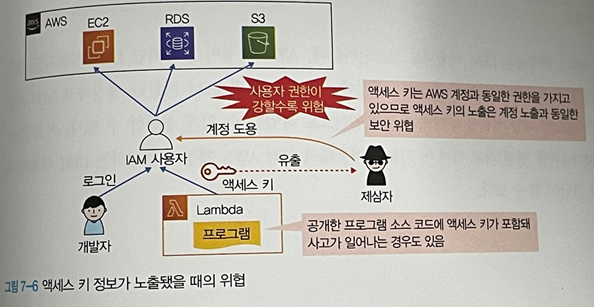 aws
AWS
EC2
RDS
S3
사용자 권한이
강할수록 위험
액세스 키는 AWS 계정과 동일한 권한을 가지고
있으므로 액세스 키의 노출은 계정 노출과 동일한
보안 위협
계정 도용
IAM 사용자
유출
로그인
액세스 키
제삼자
Lambda
프로그램
개발자
공개한 프로그램 소스 코드에 액세스 키가 포함돼
사고가 일어나는 경우도 있음
그림 7-6 액세스 키 정보가 노출됐을 때의 위협